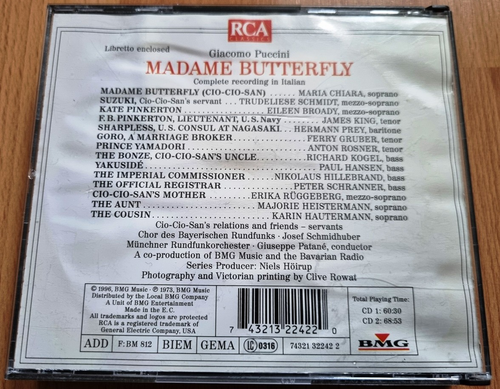 RCA
CLASSICS
Libretto enclosed
Giacomo Puccini
MADAME BUTTERFLY
Complete recording in Italian
MADAME BUTTERFLY (CIO-CIO-SAN) ..... MARIA CHIARA, soprano
SUZUKI, Cio-Cio-San's servant .... TRUDELIESE SCHMIDT, mezzo-soprano
KATE PINKERTON .......... EILEEN BROADY, mezzo-soprano
F.B. PINKERTON, LIEUTENANT, U.S. Navy ...... JAMES KING, tenor
SHARPLESS, U.S. CONSUL AT NAGASAKI .. HERMANN PREY, baritone
GORO, A MARRIAGE BROKER ........ FERRY GRUBER, tenor
PRINCE YAMADORI .......... ANTON ROSNER, tenor
THE BONZE, CIO-CIO-SAN'S UNCLE ....... RICHARD KOGEL, bass
YAKUSIDÉ .......... PAUL HANSEN, bass
THE IMPERIAL COMMISSIONER ..... NIKOLAUS HILLEBRAND, bass
THE OFFICIAL REGISTRAR ........ PETER SCHRANNER, bass
CIO-CIO-SAN'S MOTHER ...... ERIKA RÜGGEBERG, mezzo-soprano
THE AUNT .......... MAJORIE HEISTERMANN, soprano
THE COUSIN .......... KARIN HAUTERMANN, soprano
Cio-Cio-San's relations and friends – servants
Chor des Bayerischen Rundfunks · Josef Schmidhuber
Münchner Rundfunkorchester · Giuseppe Patanè, conductor
A co-production of BMG Music and the Bavarian Radio
Series Producer: Niels Höirup
Photography and Victorian printing by Clive Rowat
© 1996, BMG Music · ℗ 1973, BMG Music
Distributed by the Local BMG Company
A Unit of BMG Entertainment
Made in the E.C.
All trademarks and logos are protected
RCA is a registered trademark of
General Electric Company, USA
7 43213 22422 0
Total Playing Time:
CD 1: 60:30
CD 2: 68:53
ADD
F: BM 812
BIEM
GEMA
LC 0316
74321 32242 2
BMG